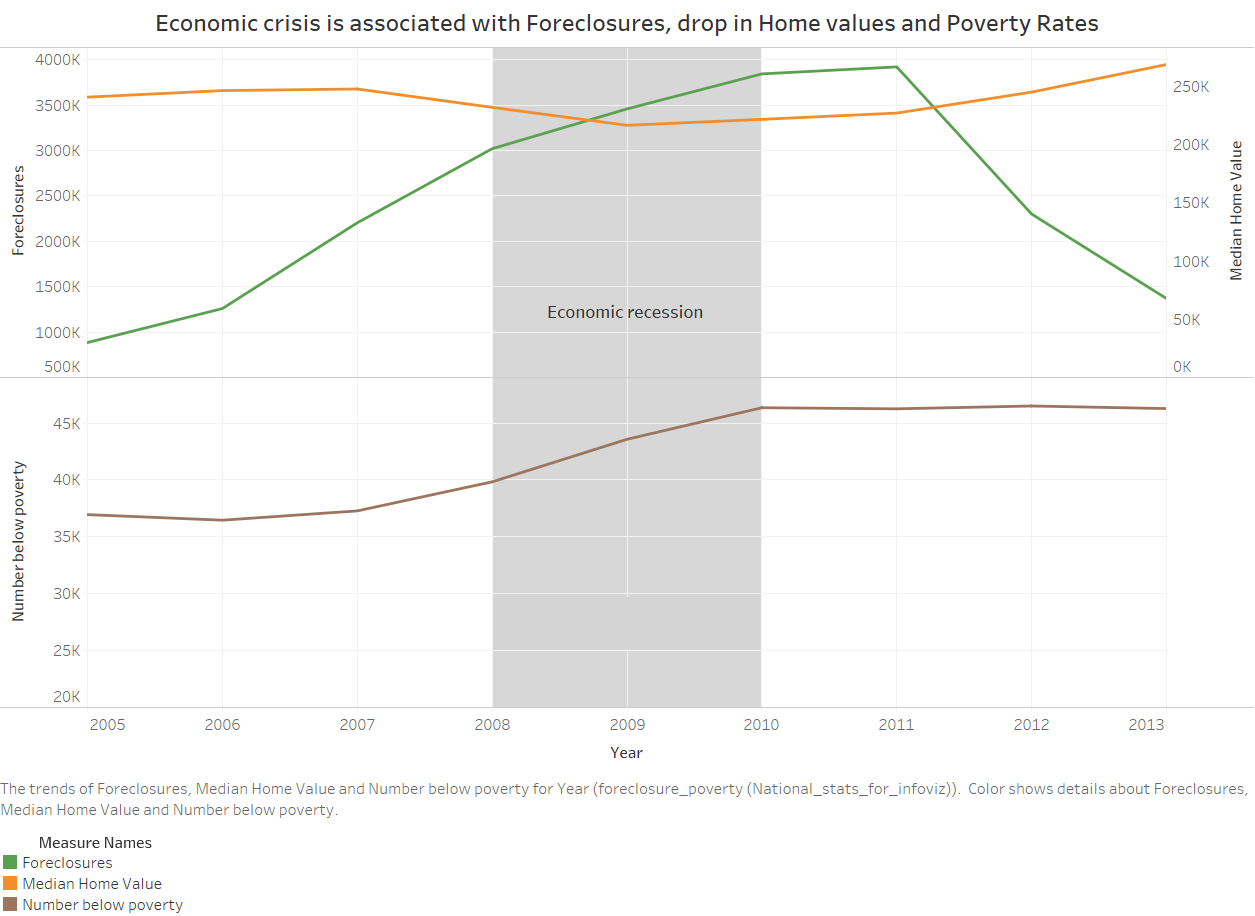 Economic crisis is associated with Foreclosures, drop in Home values and Poverty Rates
4000K
3500K
3000K
2500K
2000K
1500K
1000K
500K
Foreclosures
250K
200K
150K
100K
50K
0K
Median Home Value
Economic recession
45K
40K
35K
30K
25K
20K
Number below poverty
2005 2006 2007 2008 2009 2010 2011 2012 2013
Year
The trends of Foreclosures, Median Home Value and Number below poverty for Year (foreclosure_poverty (National_stats_for_infoviz)). Color shows details about Foreclosures,
Median Home Value and Number below poverty.
Measure Names
Foreclosures
Median Home Value
Number below poverty